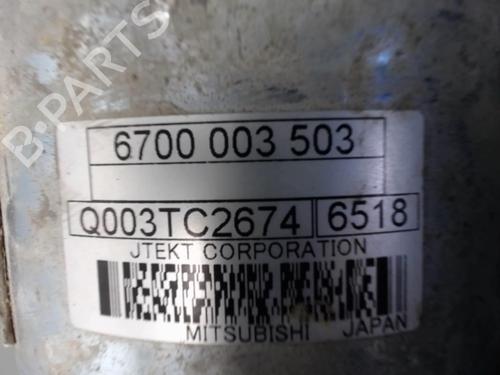 B-PARTS
6700 003 503
Q003TC2674 6518
JTEKT CORPORATION
MITSUBISHI JAPAN